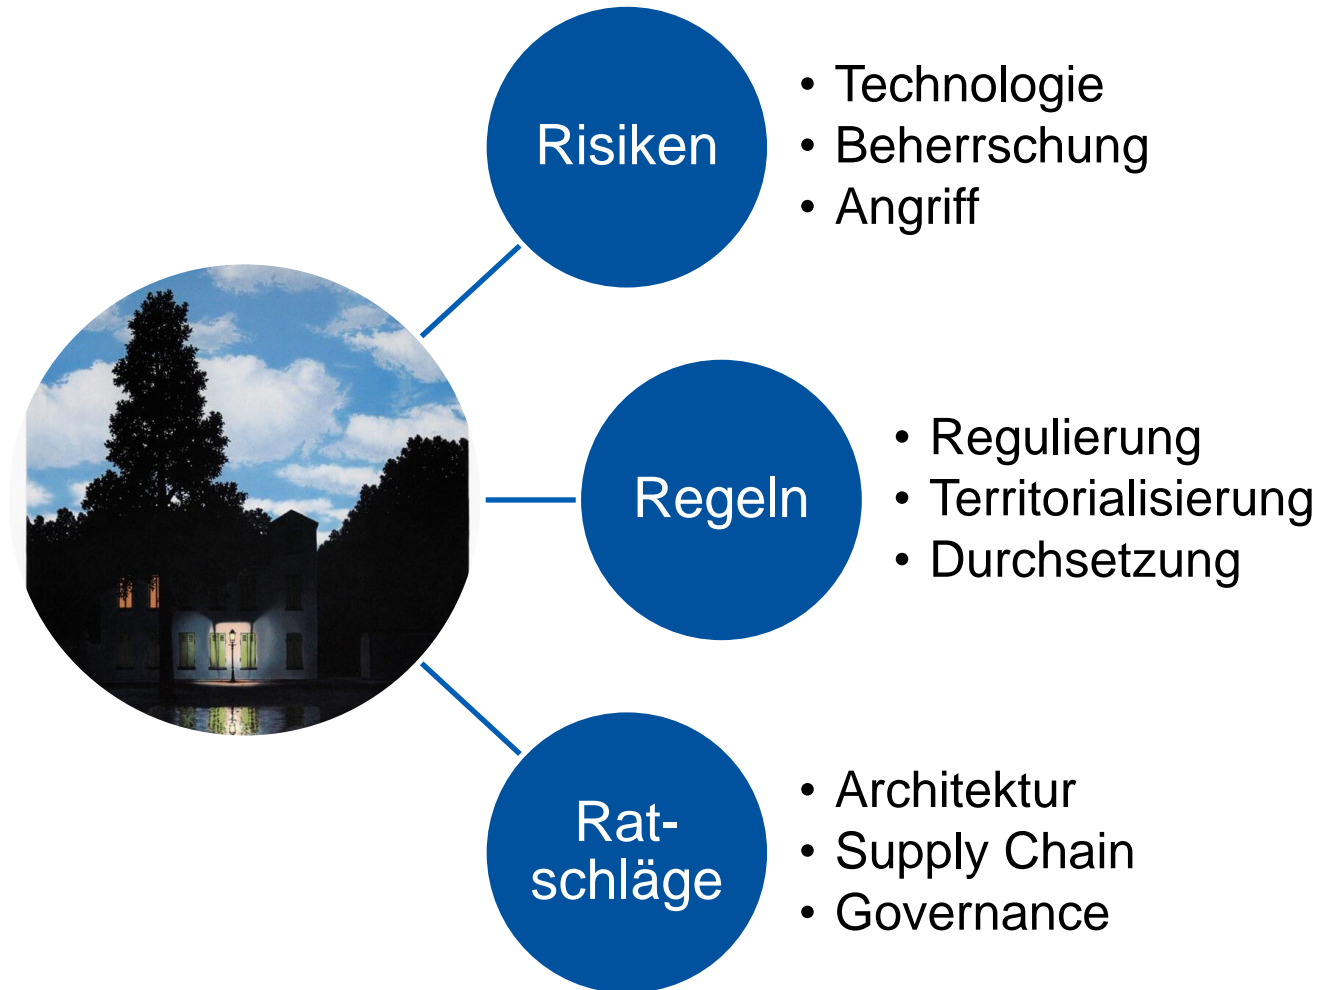 Risiken
• Technologie
• Beherrschung
• Angriff
Regeln
• Regulierung
• Territorialisierung
• Durchsetzung
Rat-
schläge
• Architektur
• Supply Chain
• Governance